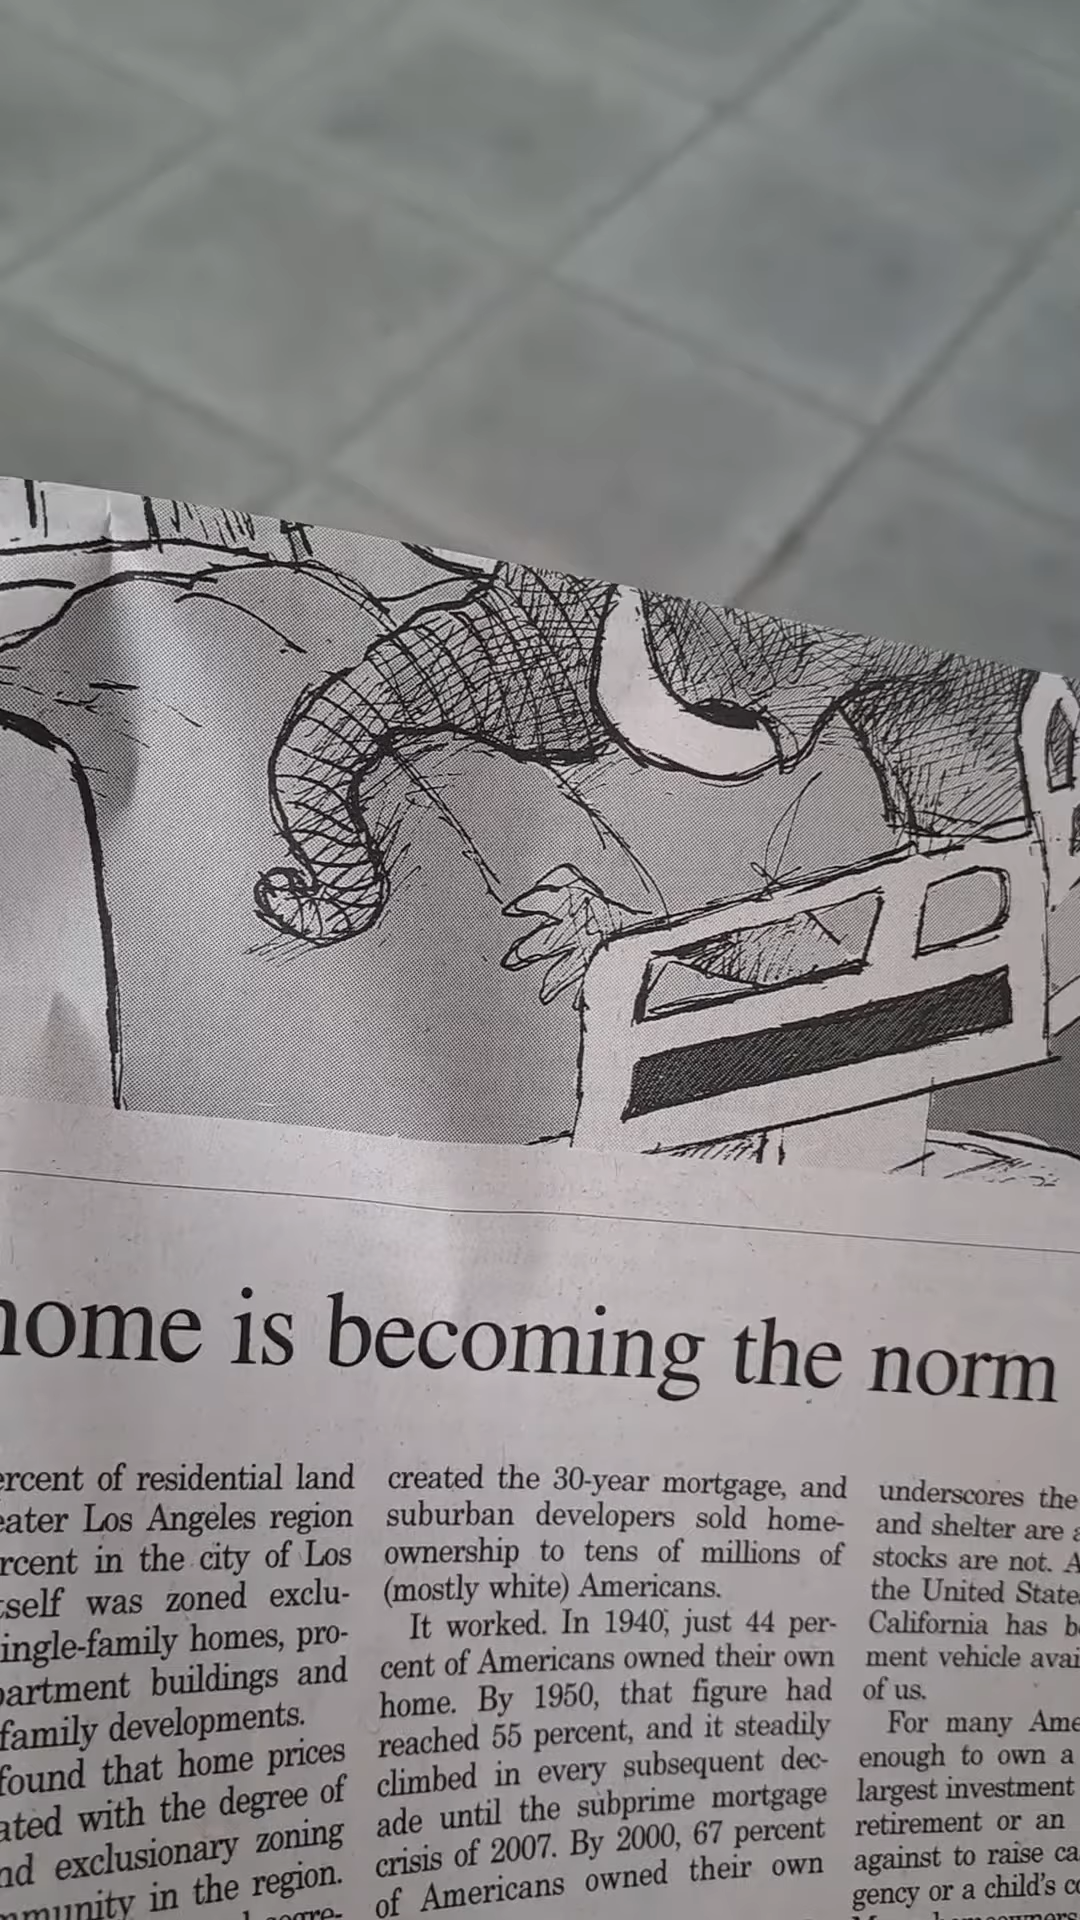 home is becoming the norm
percent of residential land
eater Los Angeles region
rcent in the city of Los
tself was zoned exclu-
ingle-family homes, pro-
partment buildings and
family developments.
found that home prices
ated with the degree of
nd exclusionary zoning
mmunity in the region.
created the 30-year mortgage, and
suburban developers sold home-
ownership to tens of millions of
(mostly white) Americans.
It worked. In 1940, just 44 per-
cent of Americans owned their own
home. By 1950, that figure had
reached 55 percent, and it steadily
climbed in every subsequent dec-
ade until the subprime mortgage
crisis of 2007. By 2000, 67 percent
of Americans owned their own
underscores the
and shelter are a
stocks are not. A
the United State
California has b
ment vehicle avai
of us.
For many Ame
enough to own a
largest investment
retirement or an
against to raise ca
gency or a child's co